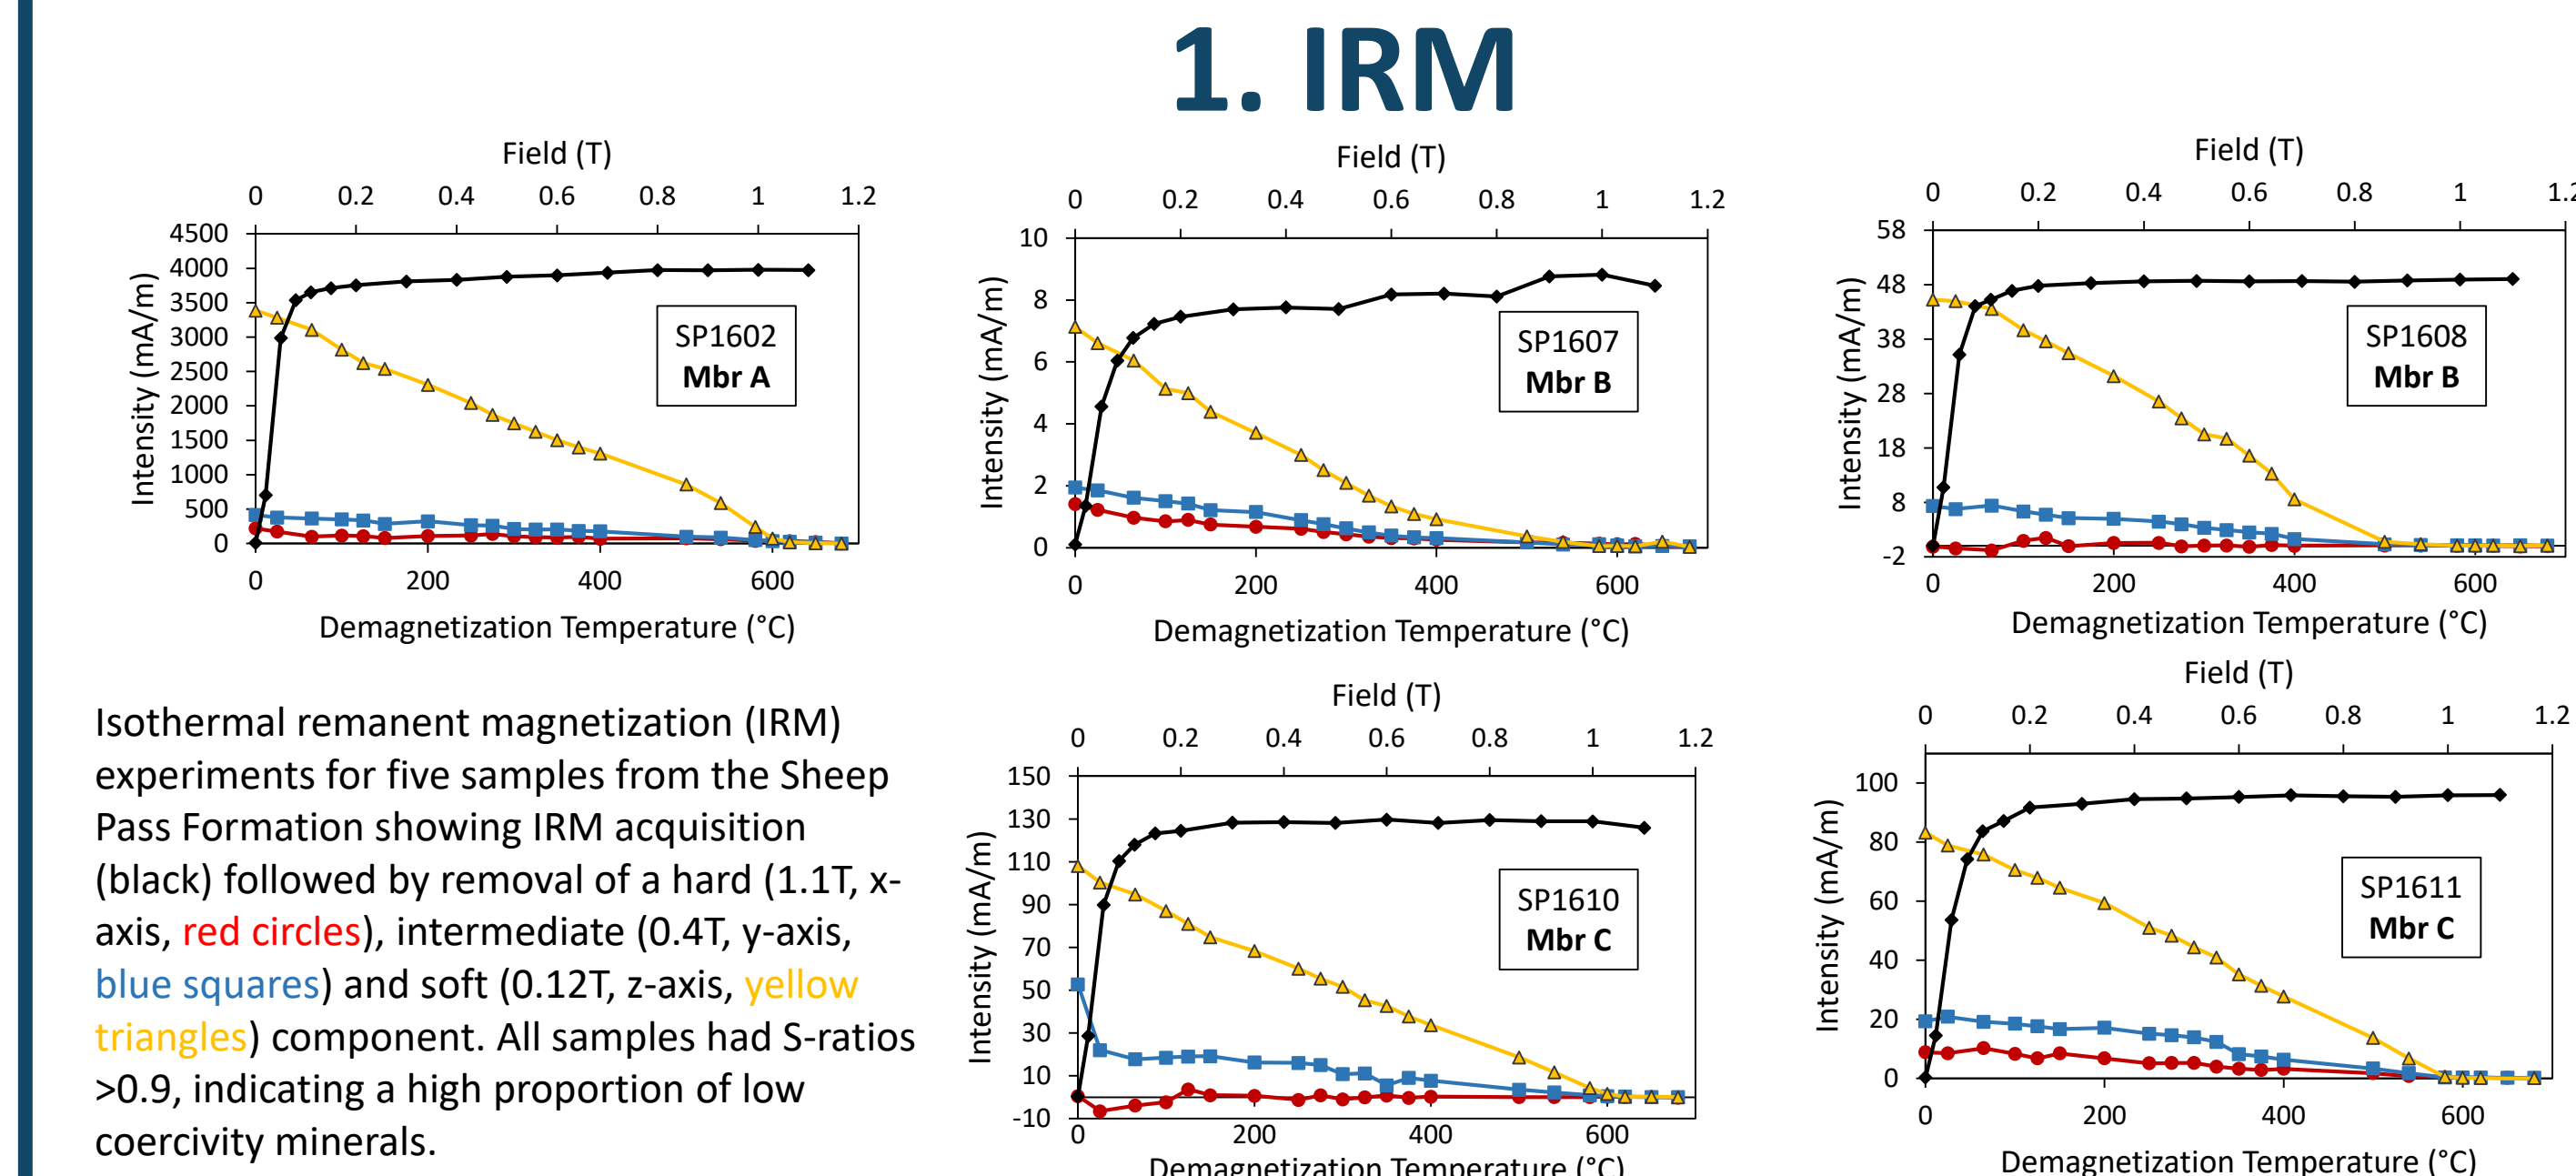 1. IRM
Field (T)
0 0.2 0.4 0.6 0.8 1 1.2
4500
4000
3500
3000
2500
2000
1500
1000
500
0
Intensity (mA/m)
SP1602
Mbr A
0 200 400 600
Demagnetization Temperature (°C)
Field (T)
0 0.2 0.4 0.6 0.8 1 1.2
10
8
6
4
2
0
Intensity (mA/m)
SP1607
Mbr B
0 200 400 600
Demagnetization Temperature (°C)
Field (T)
0 0.2 0.4 0.6 0.8 1
58
48
38
28
18
8
-2
Intensity (mA/m)
SP1608
Mbr B
0 200 400 600
Demagnetization Temperature (°C)
Isothermal remanent magnetization (IRM)
experiments for five samples from the Sheep
Pass Formation showing IRM acquisition
(black) followed by removal of a hard (1.1T, x-
axis, red circles), intermediate (0.4T, y-axis,
blue squares) and soft (0.12T, z-axis, yellow
triangles) component. All samples had S-ratios
>0.9, indicating a high proportion of low
coercivity minerals.
Field (T)
0 0.2 0.4 0.6 0.8 1 1.2
150
130
110
90
70
50
30
10
-10
Intensity (mA/m)
SP1610
Mbr C
0 200 400 600
Demagnetization Temperature (°C)
Field (T)
0 0.2 0.4 0.6 0.8 1 1.2
100
80
60
40
20
0
Intensity (mA/m)
SP1611
Mbr C
0 200 400 600
Demagnetization Temperature (°C)